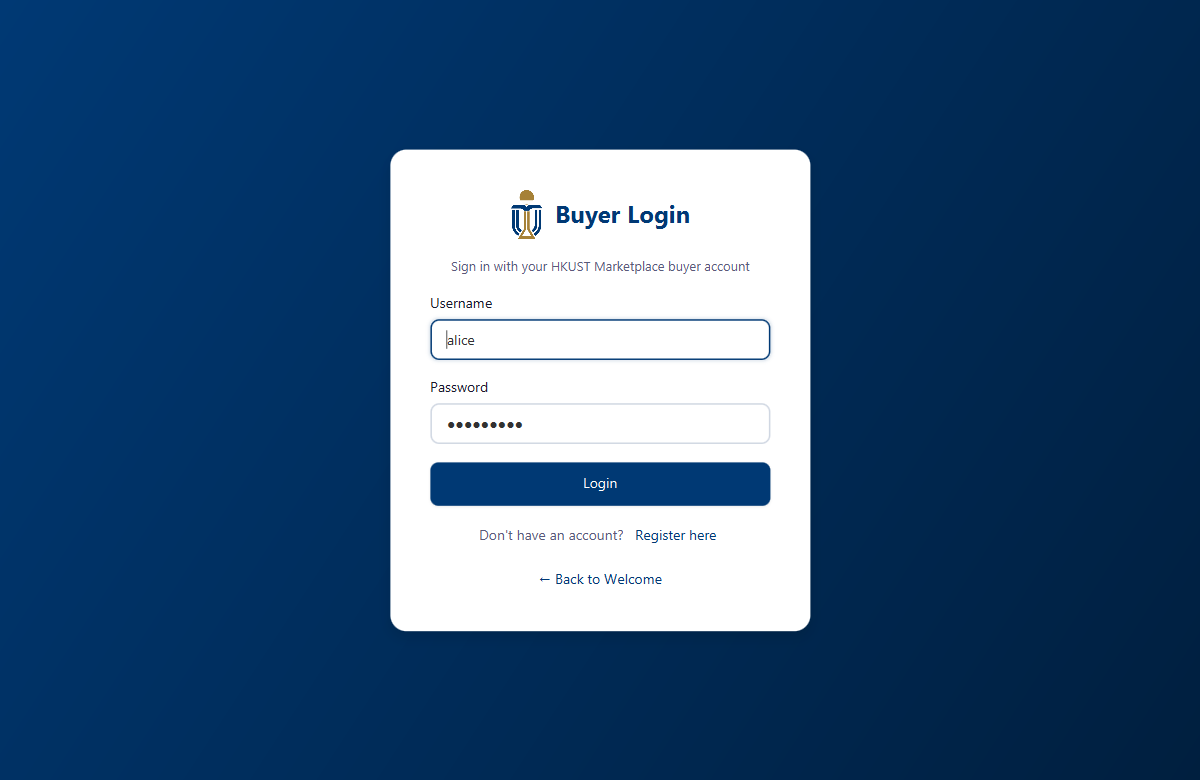 Buyer Login
Sign in with your HKUST Marketplace buyer account
Username
alice
Password
●●●●●●●●●
Login
Don't have an account? Register here
← Back to Welcome